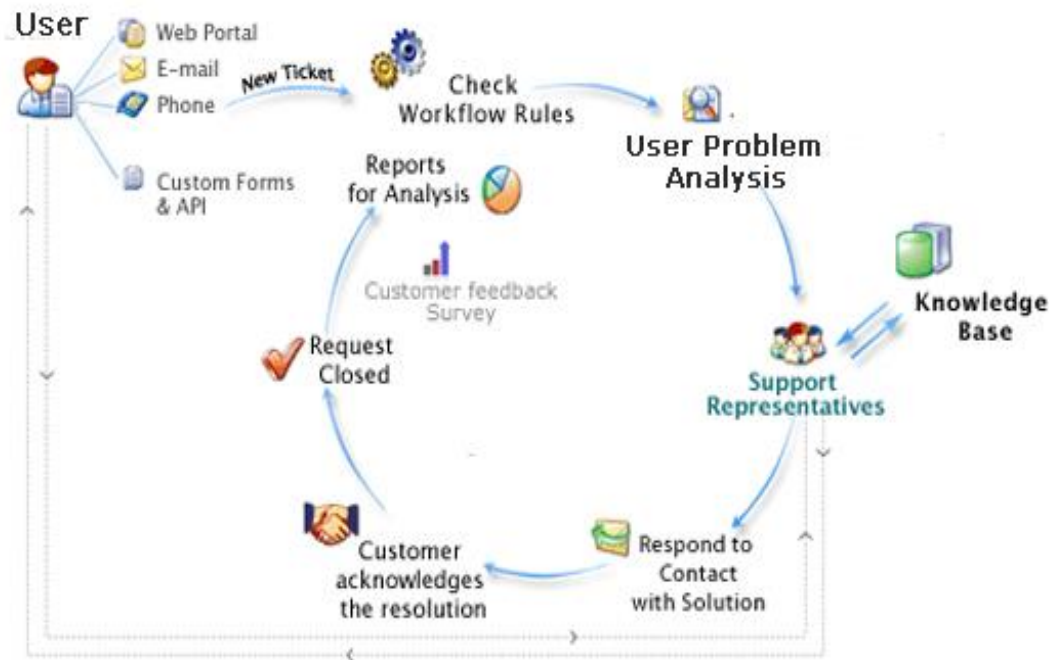 User
Web Portal
E-mail
Phone
Custom Forms
& API
New Ticket
Check
Workflow Rules
User Problem
Analysis
Knowledge
Base
Support
Representatives
Respond to
Contact
with Solution
Customer
acknowledges
the resolution
Request
Closed
Reports
for Analysis
Customer feedback
Survey